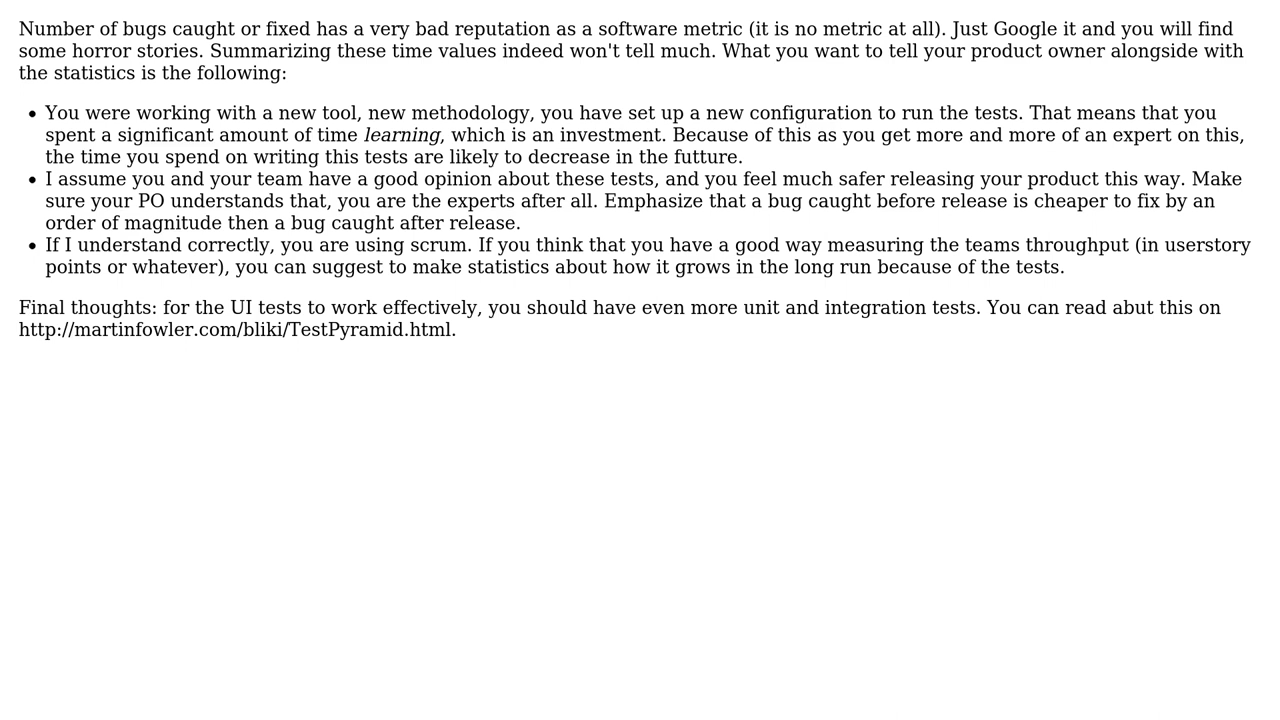 Number of bugs caught or fixed has a very bad reputation as a software metric (it is no metric at all). Just Google it and you will find
some horror stories. Summarizing these time values indeed won't tell much. What you want to tell your product owner alongside with
the statistics is the following:
• You were working with a new tool, new methodology, you have set up a new configuration to run the tests. That means that you
spent a significant amount of time learning, which is an investment. Because of this as you get more and more of an expert on this,
the time you spend on writing this tests are likely to decrease in the futture.
• I assume you and your team have a good opinion about these tests, and you feel much safer releasing your product this way. Make
sure your PO understands that, you are the experts after all. Emphasize that a bug caught before release is cheaper to fix by an
order of magnitude then a bug caught after release.
• If I understand correctly, you are using scrum. If you think that you have a good way measuring the teams throughput (in userstory
points or whatever), you can suggest to make statistics about how it grows in the long run because of the tests.
Final thoughts: for the UI tests to work effectively, you should have even more unit and integration tests. You can read abut this on
http://martinfowler.com/bliki/TestPyramid.html.